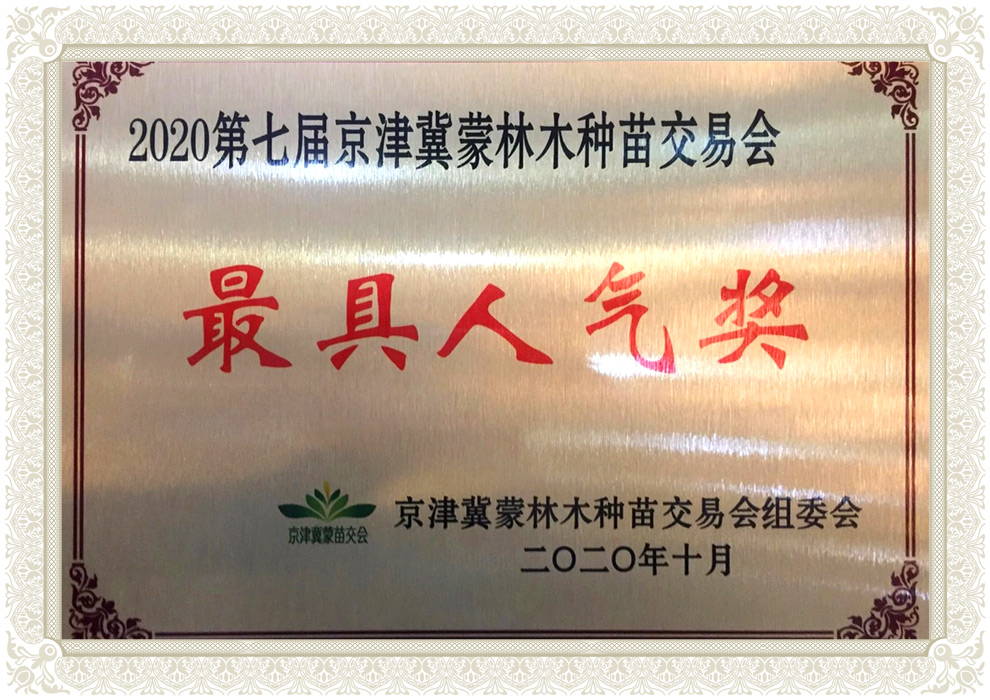 2020第七届京津冀蒙林木种苗交易会
最具人气奖
京津冀蒙苗交会
京津冀蒙林木种苗交易会组委会
二〇二〇年十月